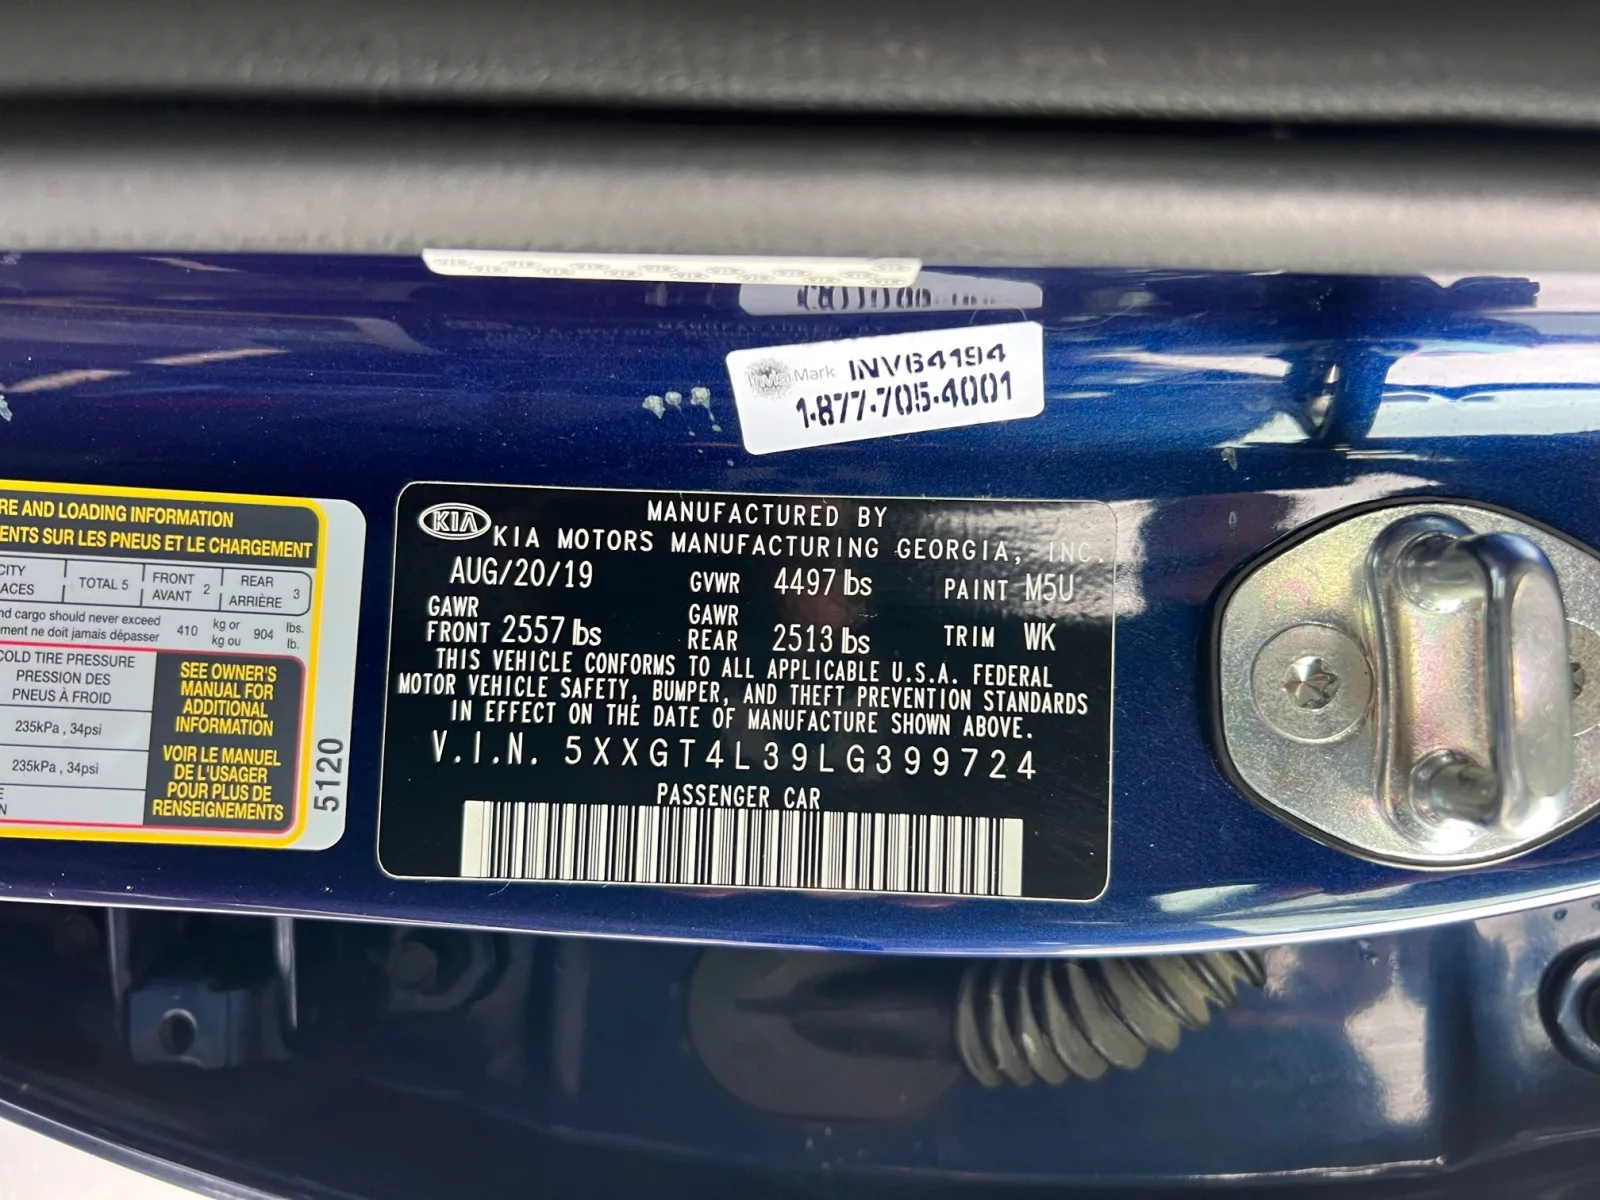 InVisiMark INV64194
1-877-705-4001
RE AND LOADING INFORMATION
MENTS SUR LES PNEUS ET LE CHARGEMENT
TOTAL 5
FRONT
AVANT 2
REAR
ARRIÈRE 3
nd cargo should never exceed
ement ne doit jamais dépasser
410 kg or
kg ou 904 lbs.
lb.
COLD TIRE PRESSURE
PRESSION DES
PNEUS À FROID
235kPa , 34psi
235kPa , 34psi
SEE OWNER'S
MANUAL FOR
ADDITIONAL
INFORMATION
VOIR LE MANUEL
DE L'USAGER
POUR PLUS DE
RENSEIGNEMENTS
5120
KIA
MANUFACTURED BY
KIA MOTORS MANUFACTURING GEORGIA, INC.
AUG/20/19 GVWR 4497 lbs PAINT M5U
GAWR FRONT 2557 lbs GAWR REAR 2513 lbs TRIM WK
THIS VEHICLE CONFORMS TO ALL APPLICABLE U.S.A. FEDERAL
MOTOR VEHICLE SAFETY, BUMPER, AND THEFT PREVENTION STANDARDS
IN EFFECT ON THE DATE OF MANUFACTURE SHOWN ABOVE.
V.I.N. 5XXGT4L39LG399724
PASSENGER CAR